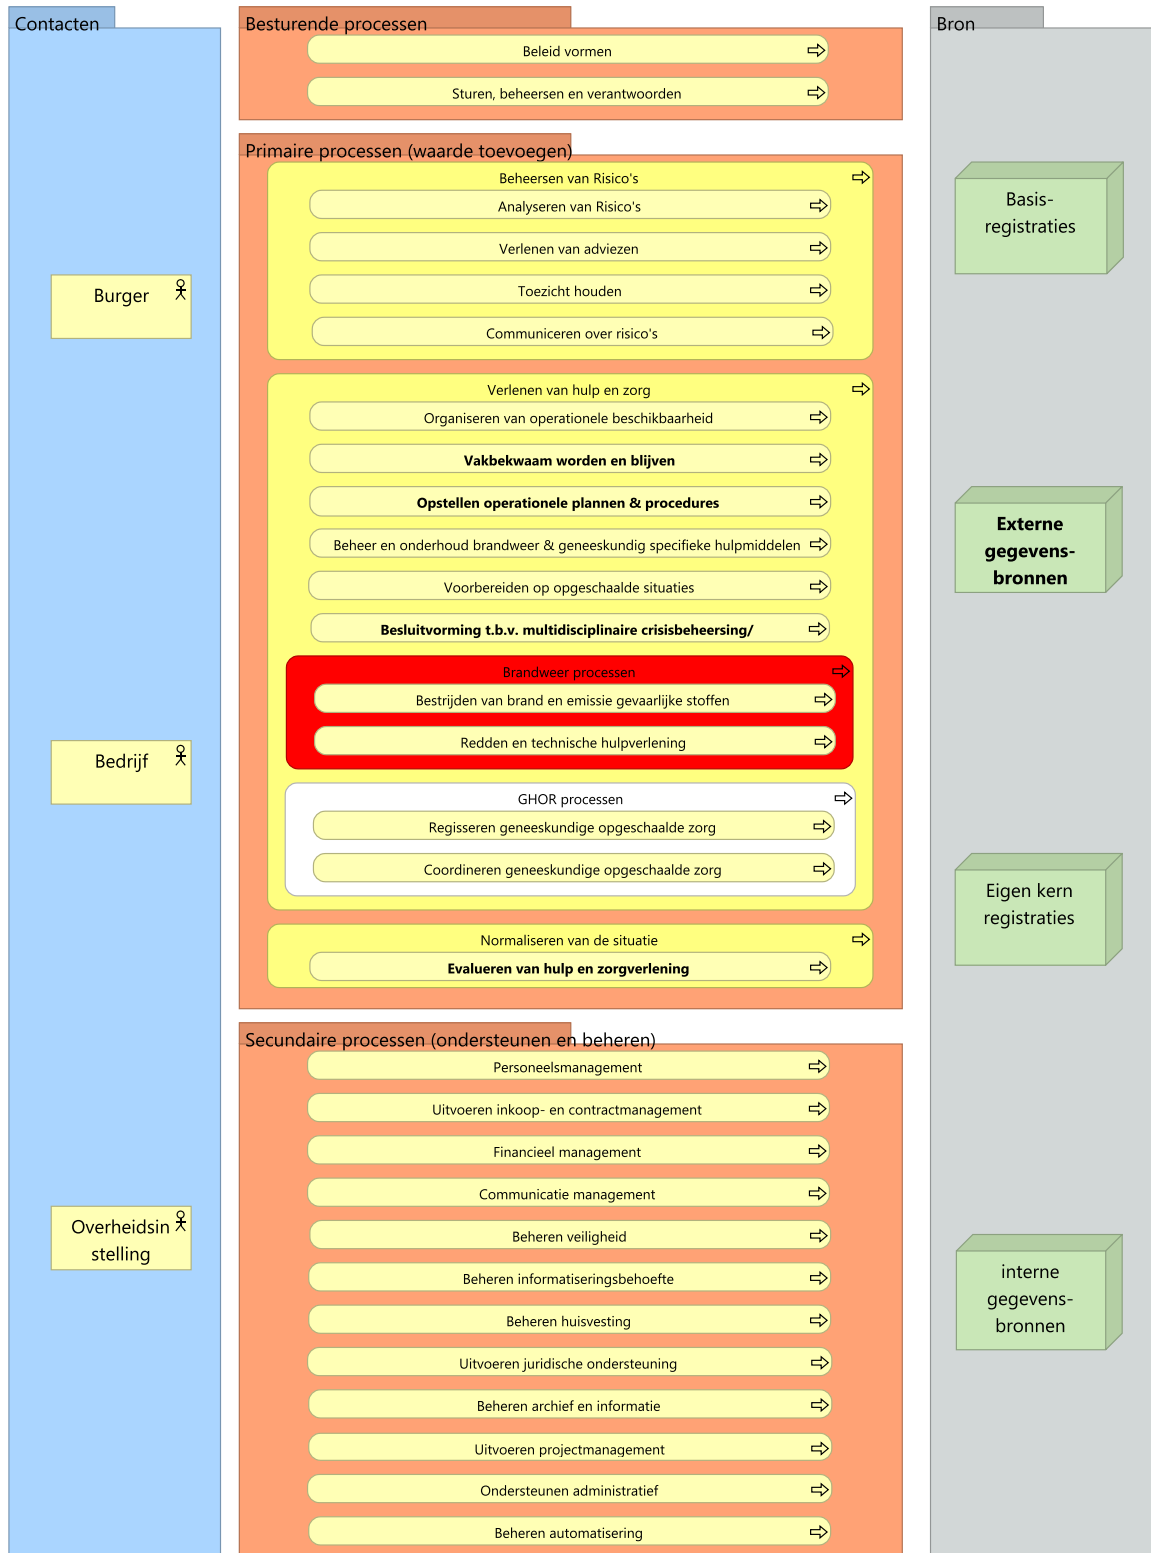 Contacten
Burger
Bedrijf
Overheidsin
stelling
Besturende processen
Beleid vormen
Sturen, beheersen en verantwoorden
Primaire processen (waarde toevoegen)
Beheersen van Risico's
Analyseren van Risico's
Verlenen van adviezen
Toezicht houden
Communiceren over risico's
Verlenen van hulp en zorg
Organiseren van operationele beschikbaarheid
Vakbekwaam worden en blijven
Opstellen operationele plannen & procedures
Beheer en onderhoud brandweer & geneeskundig specifieke hulpmiddelen
Voorbereiden op opgeschaalde situaties
Besluitvorming t.b.v. multidisciplinaire crisisbeheersing/
Brandweer processen
Bestrijden van brand en emissie gevaarlijke stoffen
Redden en technische hulpverlening
GHOR processen
Regisseren geneeskundige opgeschaalde zorg
Coordineren geneeskundige opgeschaalde zorg
Normaliseren van de situatie
Evalueren van hulp en zorgverlening
Secundaire processen (ondersteunen en beheren)
Personeelsmanagement
Uitvoeren inkoop- en contractmanagement
Financieel management
Communicatie management
Beheren veiligheid
Beheren informatiseringsbehoefte
Beheren huisvesting
Uitvoeren juridische ondersteuning
Beheren archief en informatie
Uitvoeren projectmanagement
Ondersteunen administratief
Beheren automatisering
Bron
Basis-
registraties
Externe
gegevens-
bronnen
Eigen kern
registraties
interne
gegevens-
bronnen